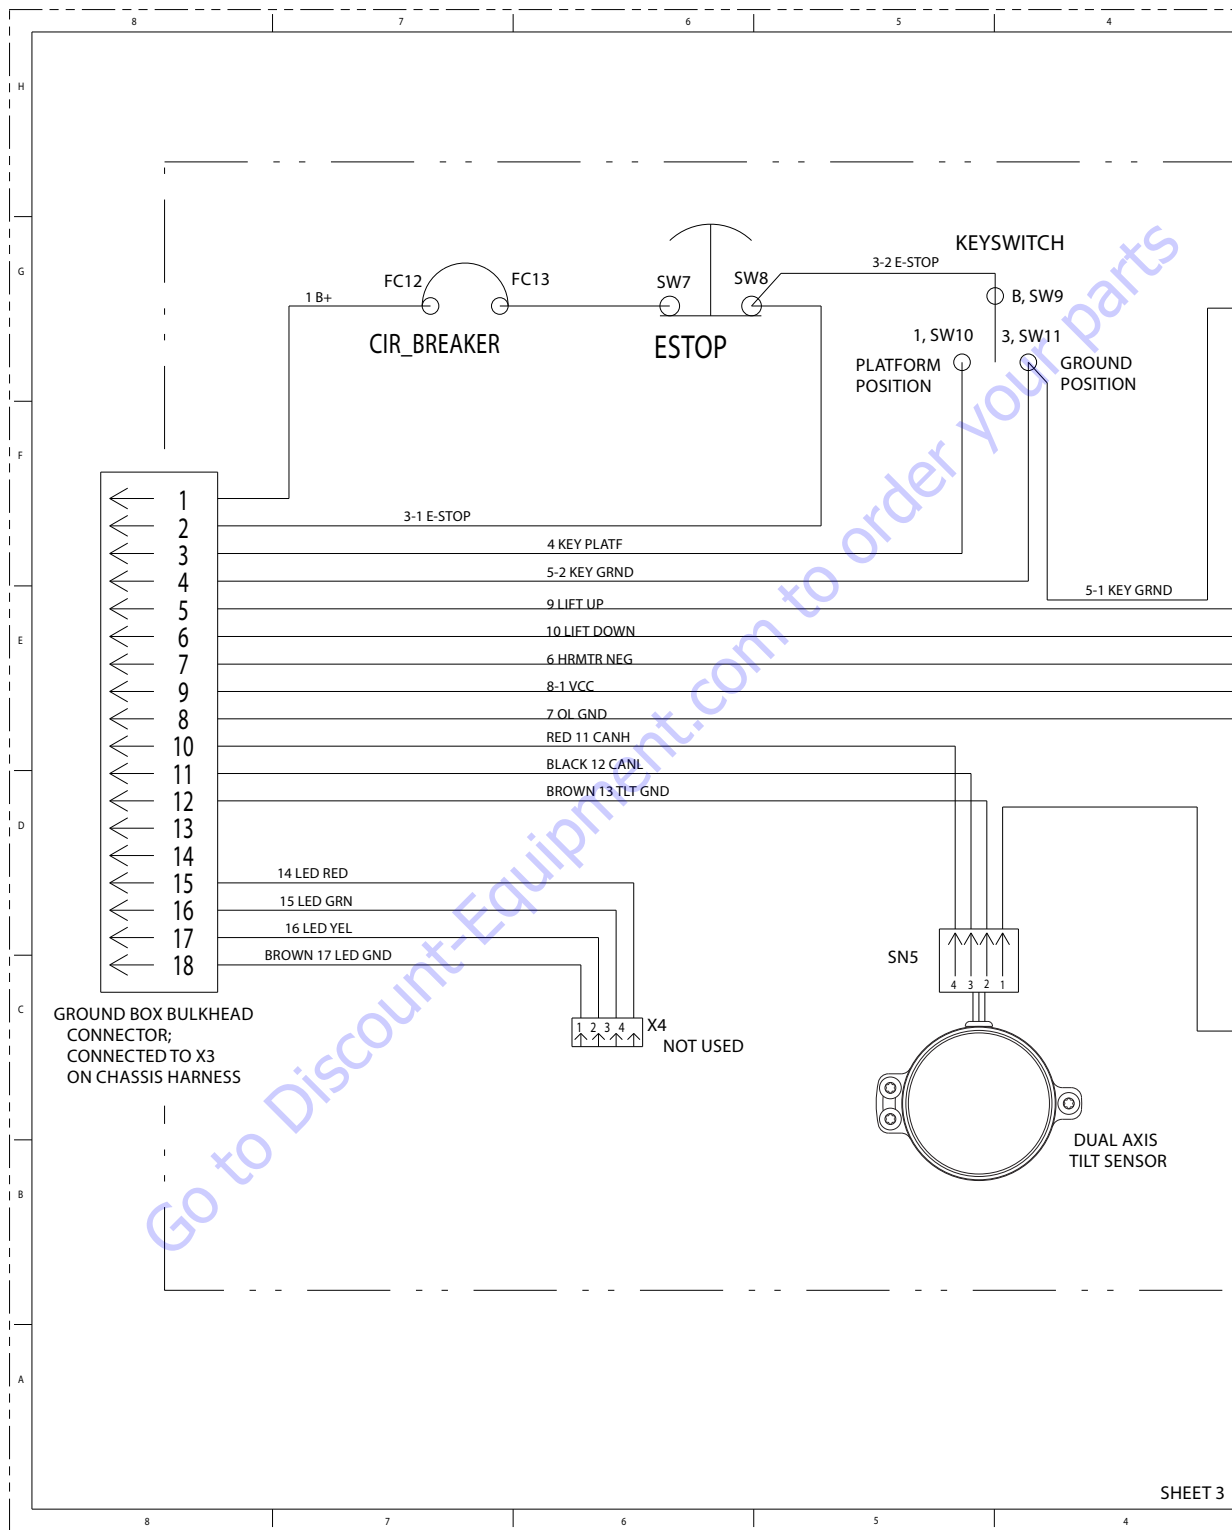 8 7 6 5 4
H
KEYSWITCH
G
3-2 E-STOP
FC12 FC13 SW7 SW8
1 B+
B, SW9
CIR_BREAKER
ESTOP
1, SW10 3, SW11
PLATFORM
POSITION
GROUND
POSITION
F
1
2 3-1 E-STOP
3 4 KEY PLATF
4 5-2 KEY GRND
5-1 KEY GRND
5 9 LIFT UP
E
6 10 LIFT DOWN
7 6 HRMTR NEG
9 8-1 VCC
8 7 OL GND
10 RED 11 CANH
11 BLACK 12 CANL
12 BROWN 13 TLT GND
D
13
14
15 14 LED RED
16 15 LED GRN
17 16 LED YEL
18 BROWN 17 LED GND
SN5
4 3 2 1
C
GROUND BOX BULKHEAD
CONNECTOR;
CONNECTED TO X3
ON CHASSIS HARNESS
1 2 3 4 X4
NOT USED
DUAL AXIS
TILT SENSOR
B
A
Go to Discount-Equipment.com to order your parts
SHEET 3
8 7 6 5 4